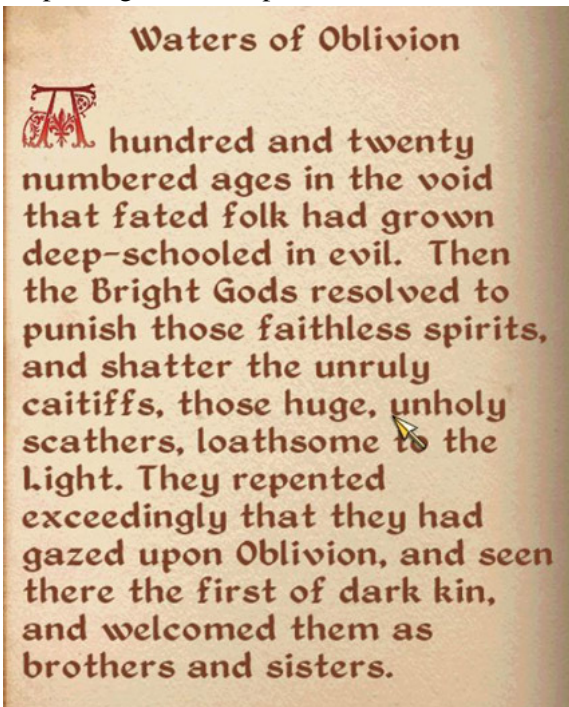 Waters of Oblivion
A hundred and twenty
numbered ages in the void
that fated folk had grown
deep-schooled in evil.  Then
the Bright Gods resolved to
punish those faithless spirits,
and shatter the unruly
caitiffs, those huge, unholy
scathers, loathsome to the
Light. They repented
exceedingly that they had
gazed upon Oblivion, and seen
there the first of dark kin,
and welcomed them as
brothers and sisters.